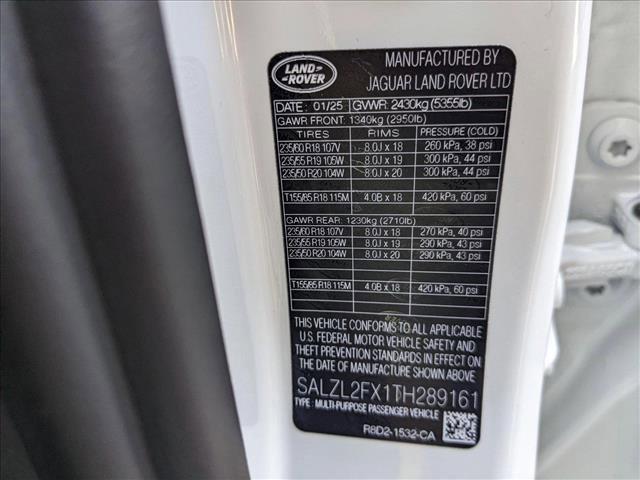 LAND ROVER
MANUFACTURED BY
JAGUAR LAND ROVER LTD
DATE: 01/25 GVWR: 2430kg (5355lb)
GAWR FRONT: 1340kg (2950lb)
TIRES RIMS PRESSURE (COLD)
235/60 R18 107V 8.0J x 18 260 kPa, 38 psi
235/55 R19 105W 8.0J x 19 300 kPa, 44 psi
235/50 R20 104W 8.0J x 20 300 kPa, 44 psi
T155/85 R18 115M 4.0B x 18 420 kPa, 60 psi
GAWR REAR: 1230kg (2710lb)
235/60 R18 107V 8.0J x 18 270 kPa, 40 psi
235/55 R19 105W 8.0J x 19 290 kPa, 43 psi
235/50 R20 104W 8.0J x 20 290 kPa, 43 psi
T155/85 R18 115M 4.0B x 18 420 kPa, 60 psi
THIS VEHICLE CONFORMS TO ALL APPLICABLE
U.S. FEDERAL MOTOR VEHICLE SAFETY AND
THEFT PREVENTION STANDARDS IN EFFECT ON
THE DATE OF MANUFACTURE SHOWN ABOVE.
SALZL2FX1TH289161
TYPE : MULTI-PURPOSE PASSENGER VEHICLE
R8D2-1532-CA